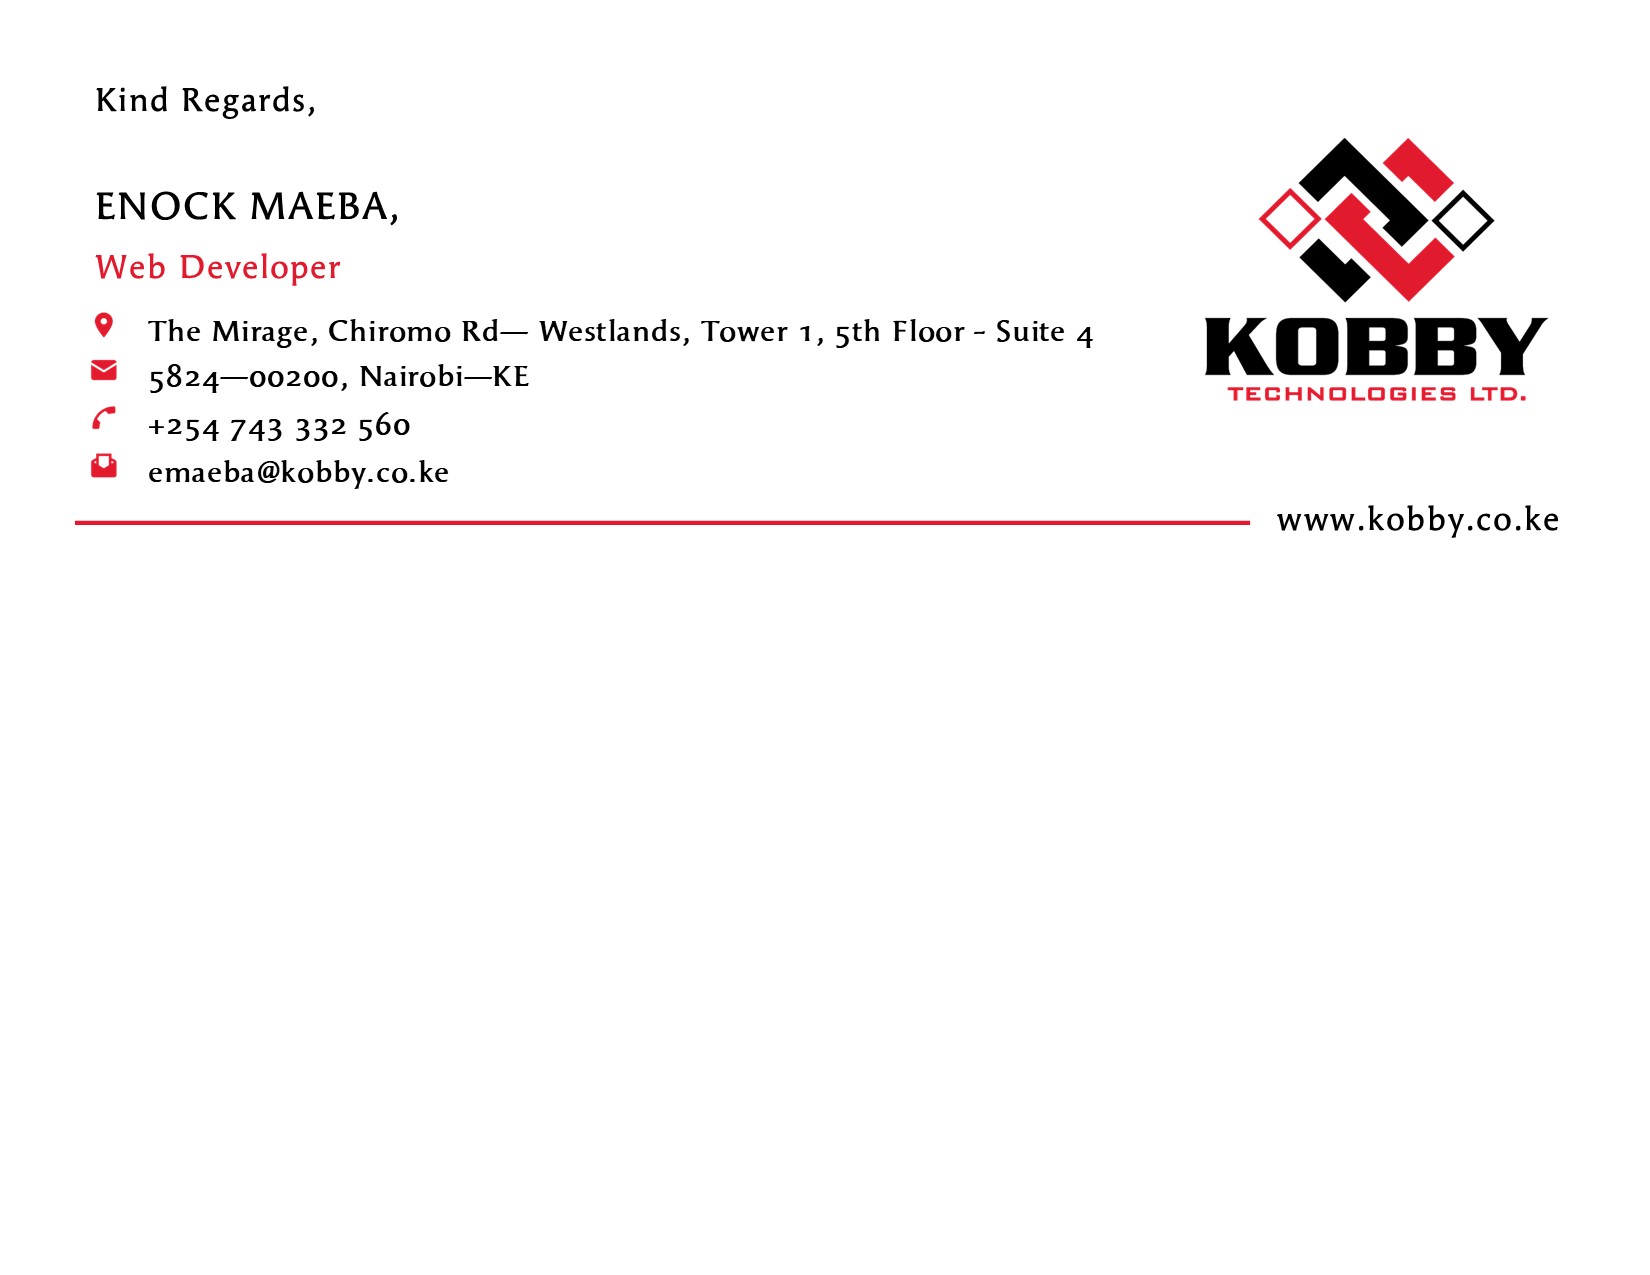 Kind Regards,
ENOCK MAEBA,
Web Developer
The Mirage, Chiromo Rd— Westlands, Tower 1, 5th Floor - Suite 4
5824—00200, Nairobi—KE
+254 743 332 560
emaeba@kobby.co.ke
KOBBY
TECHNOLOGIES LTD.
www.kobby.co.ke